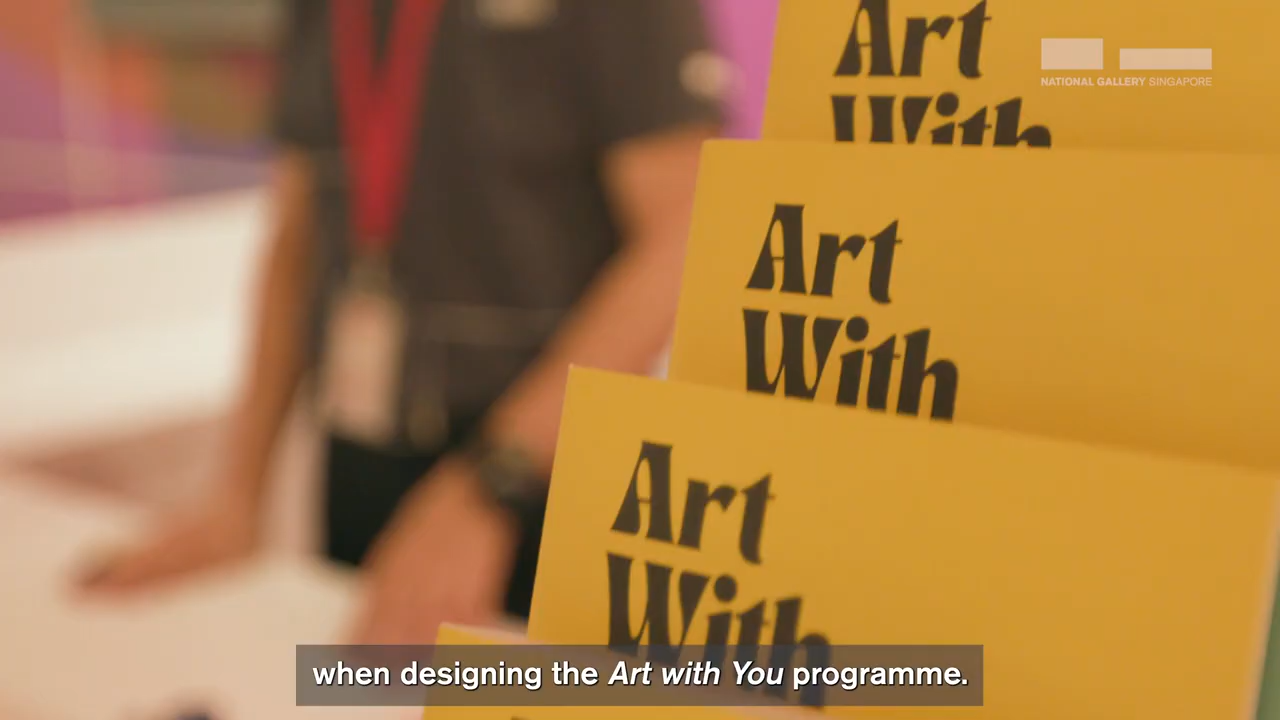 Art
With
NATIONAL GALLERY SINGAPORE
Art
With
Art
With
when designing the Art with You programme.